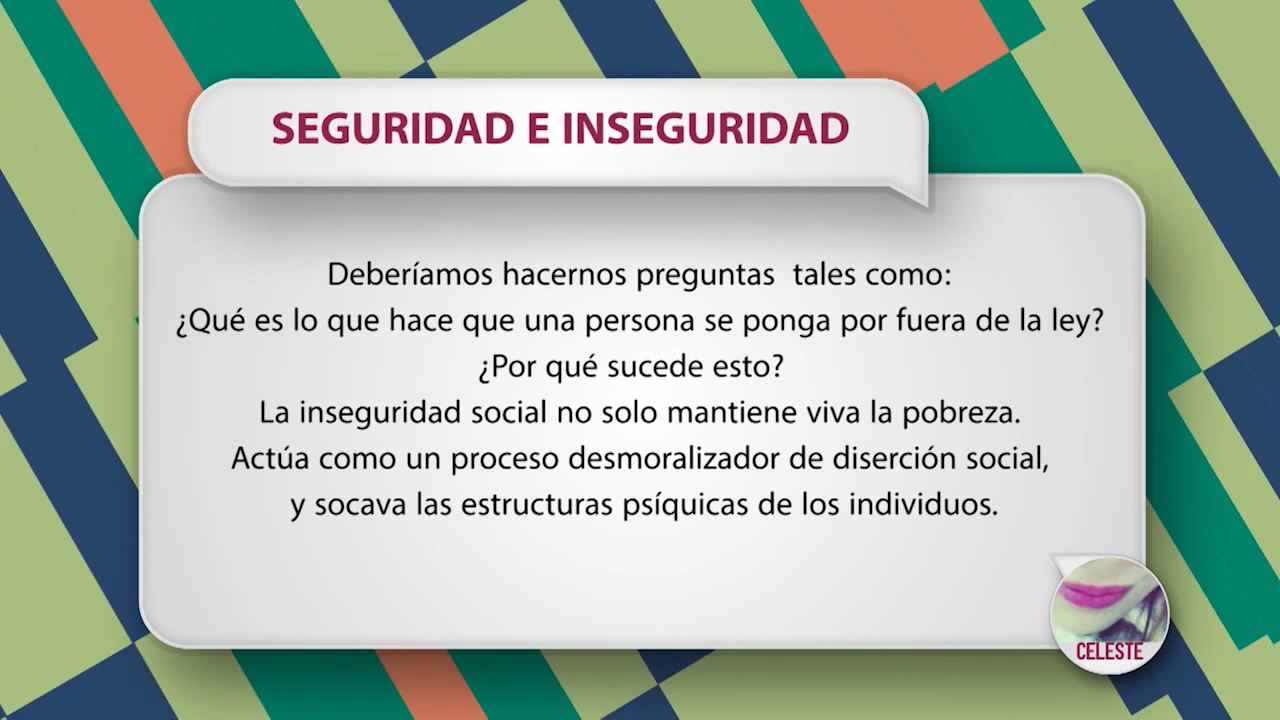 SEGURIDAD E INSEGURIDAD
Deberíamos hacernos preguntas  tales como:
¿Qué es lo que hace que una persona se ponga por fuera de la ley?
¿Por qué sucede esto?
La inseguridad social no solo mantiene viva la pobreza.
Actúa como un proceso desmoralizador de diserción social,
y socava las estructuras psíquicas de los individuos.
CELESTE